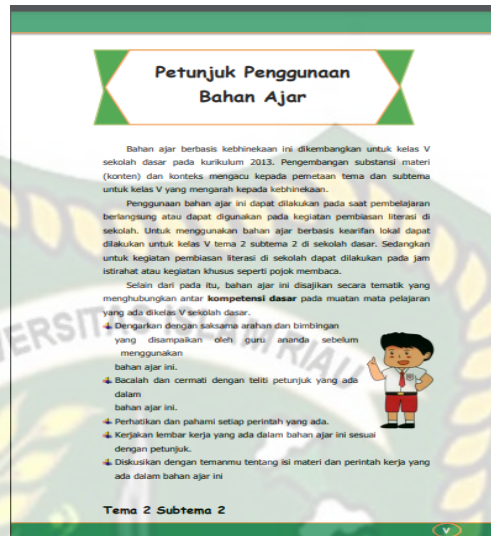 Petunjuk Penggunaan
Bahan Ajar
Bahan ajar berbasis kebhinekaan ini dikembangkan untuk kelas V
sekolah dasar pada kurikulum 2013. Pengembangan substansi materi
(konten) dan konteks mengacu kepada pemetaan tema dan subtema
untuk kelas V yang mengarah kepada kebhinekaan.
Penggunaan bahan ajar ini dapat dilakukan pada saat pembelajaran
berlangsung atau dapat digunakan pada kegiatan pembiasan literasi di
sekolah. Untuk menggunakan bahan ajar berbasis kearifan lokal dapat
dilakukan untuk kelas V tema 2 subtema 2 di sekolah dasar. Sedangkan
untuk kegiatan pembiasan literasi di sekolah dapat dilakukan pada jam
istirahat atau kegiatan khusus seperti pojok membaca.
Selain dari pada itu, bahan ajar ini disajikan secara tematik yang
menghubungkan antar kompetensi dasar pada muatan mata pelajaran
yang ada dikelas V sekolah dasar.
Dengarkan dengan saksama arahan dan bimbingan
yang disampaikan oleh guru ananda sebelum
menggunakan
bahan ajar ini.
Bacalah dan cermati dengan teliti petunjuk yang ada
dalam
bahan ajar ini.
Perhatikan dan pahami setiap perintah yang ada.
Kerjakan lembar kerja yang ada dalam bahan ajar ini sesuai
dengan petunjuk.
Diskusikan dengan temanmu tentang isi materi dan perintah kerja yang
ada dalam bahan ajar ini
Tema 2 Subtema 2
v